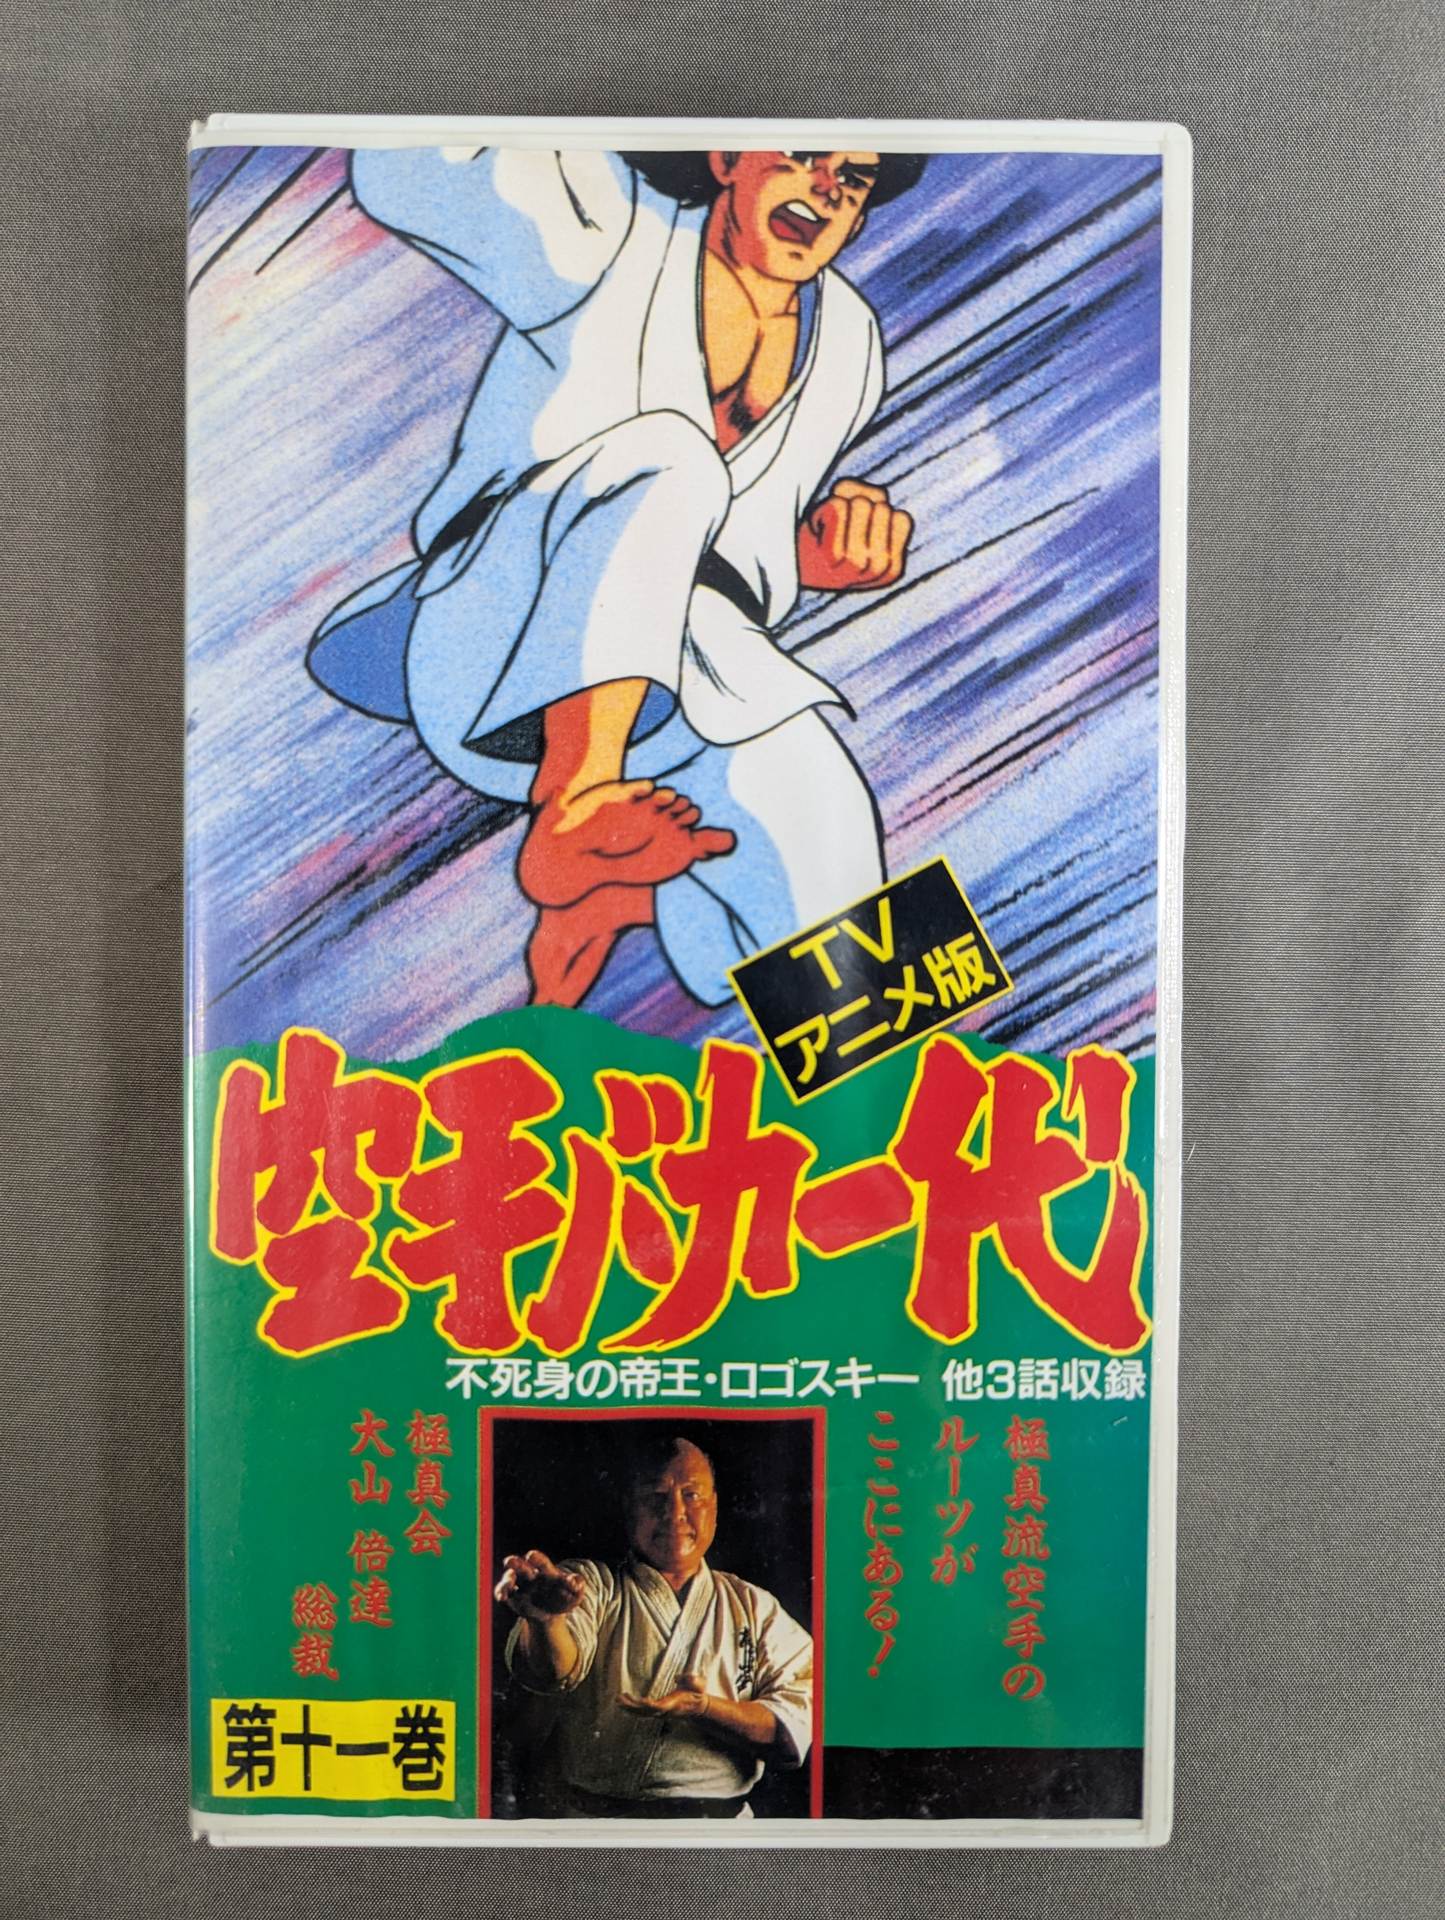 TV
アニメ版
空手バカ一代
不死身の帝王・ロゴスキー 他3話収録
極真流空手の
ルーツが
ここにある!
極真会
大山 倍達
総裁
第十一巻